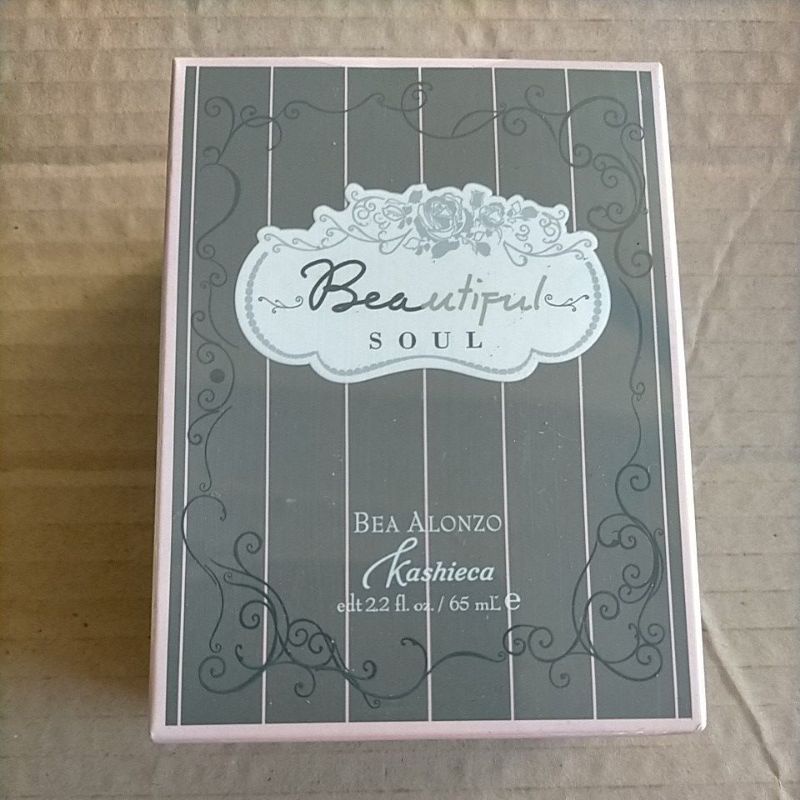 Beautiful
SOUL
BEA ALONZO
Kashieca
edt 2.2 fl. oz. / 65 mL e